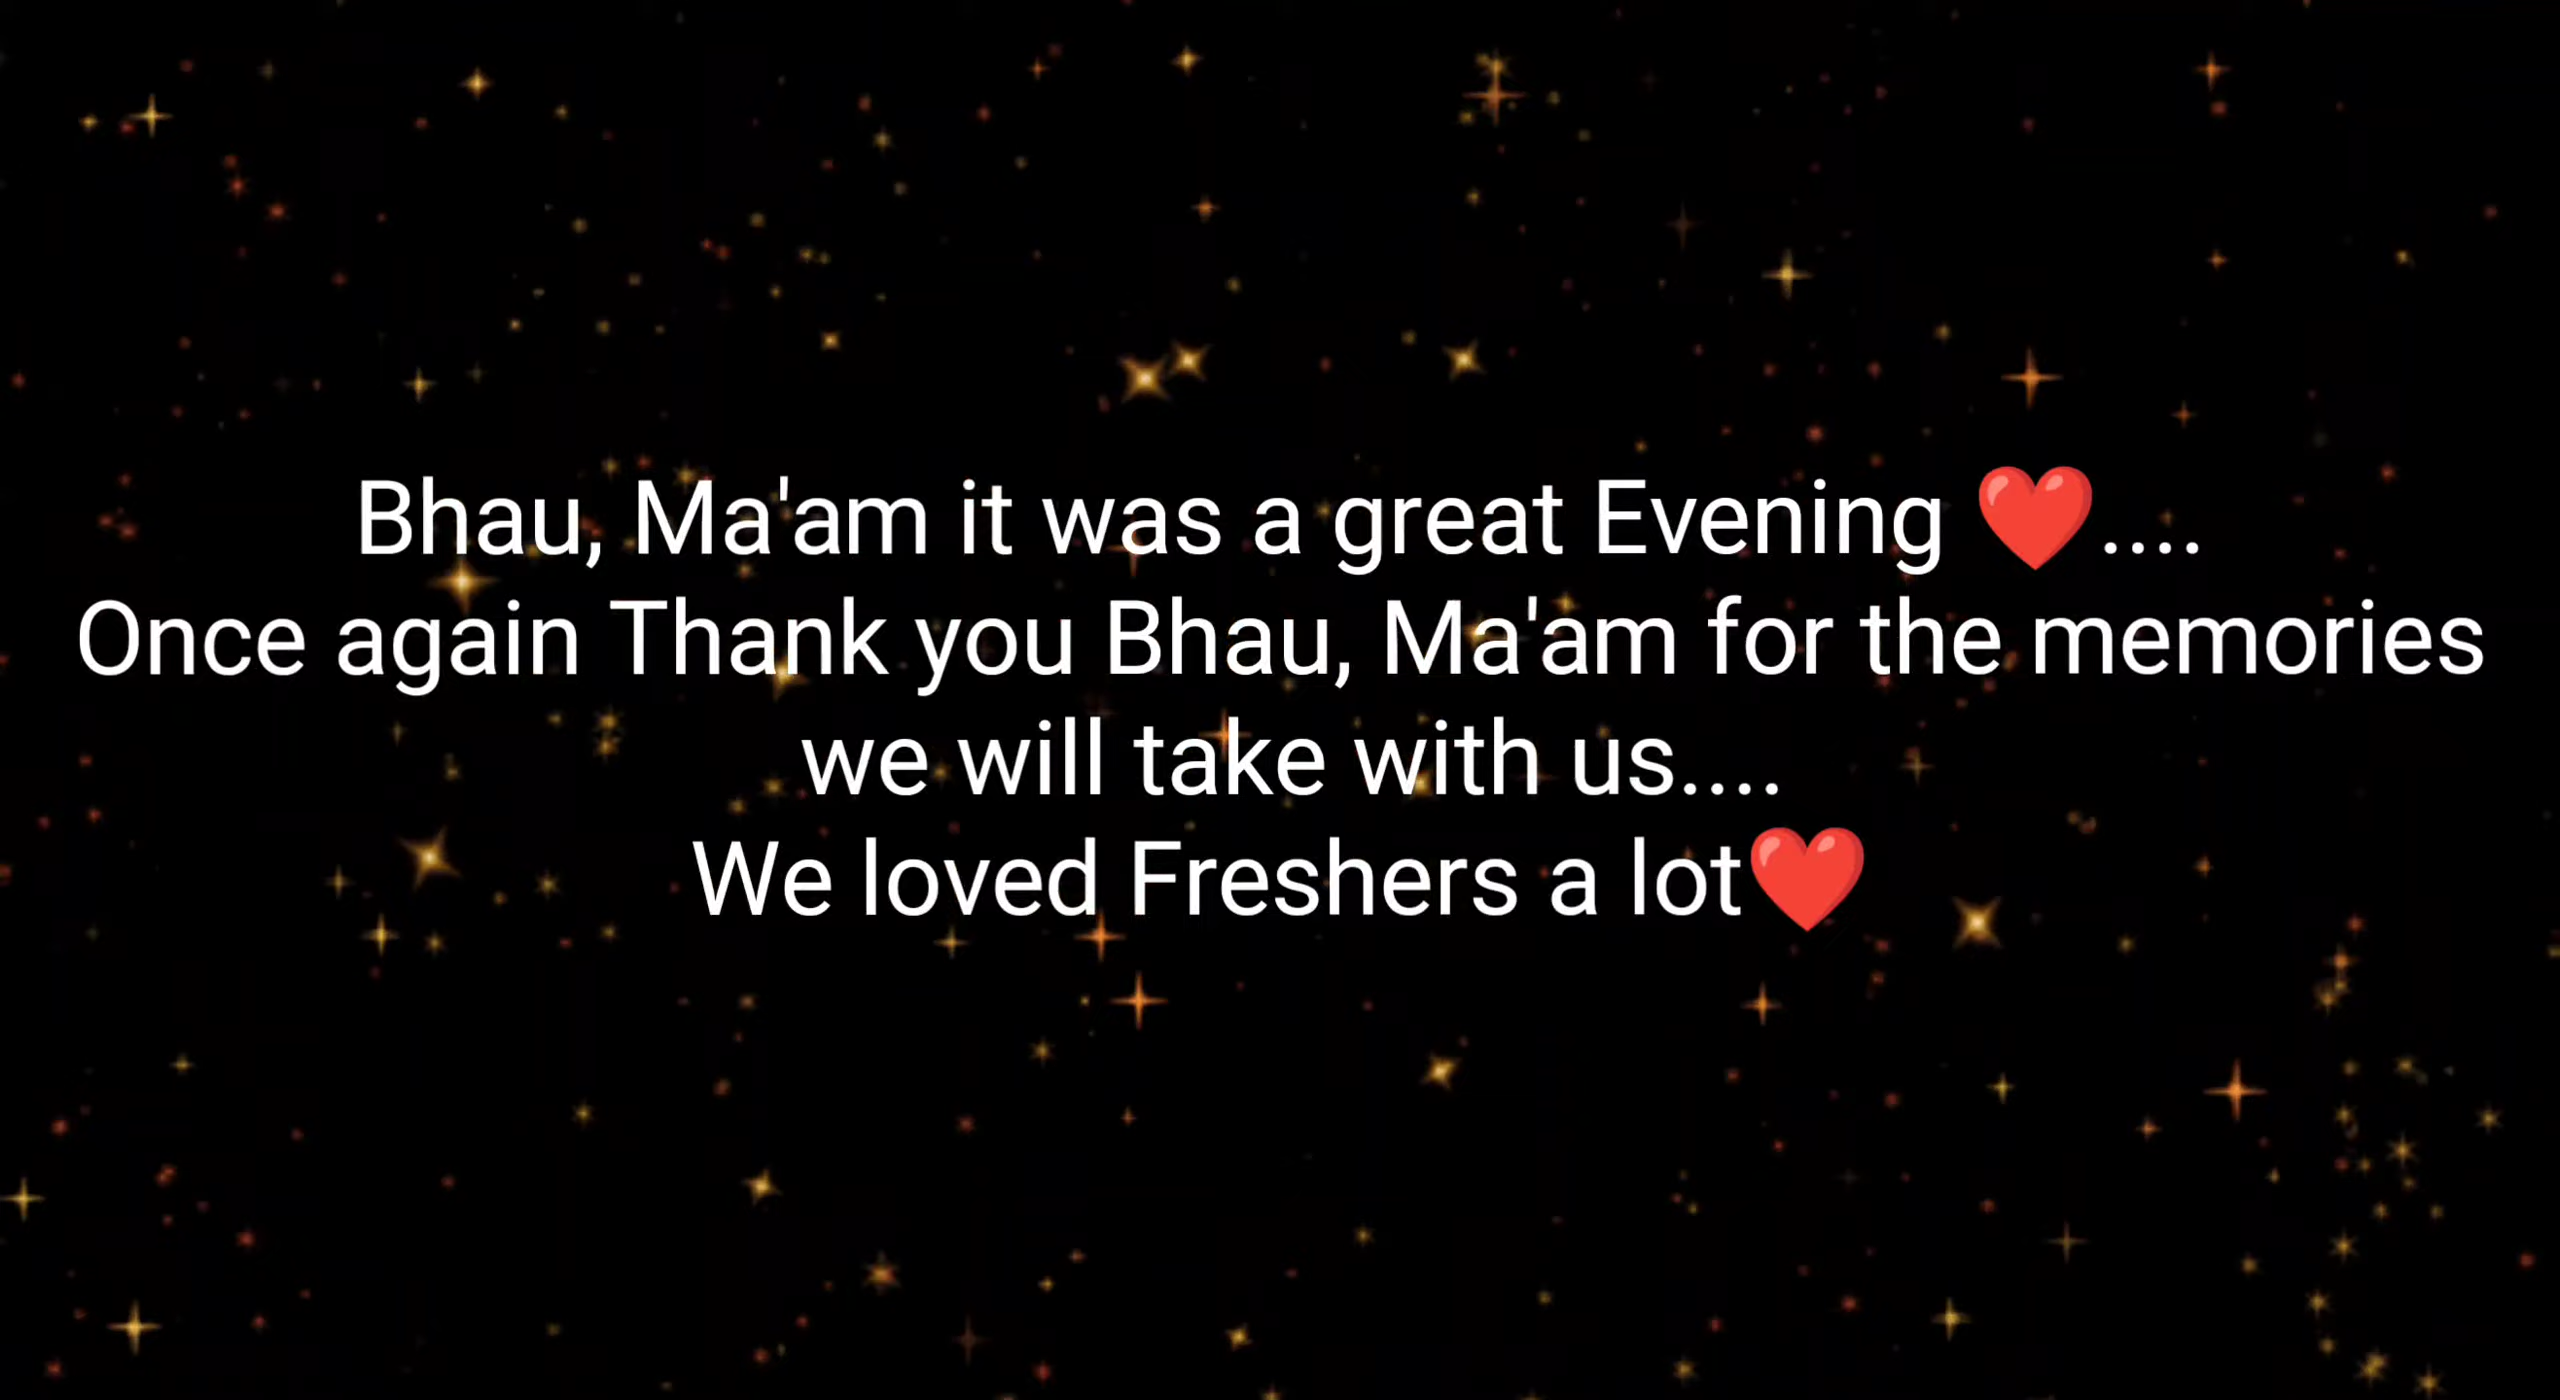 Bhau, Ma'am it was a great Evening ❤️....
Once again Thank you Bhau, Ma'am for the memories
we will take with us....
We loved Freshers a lot❤️